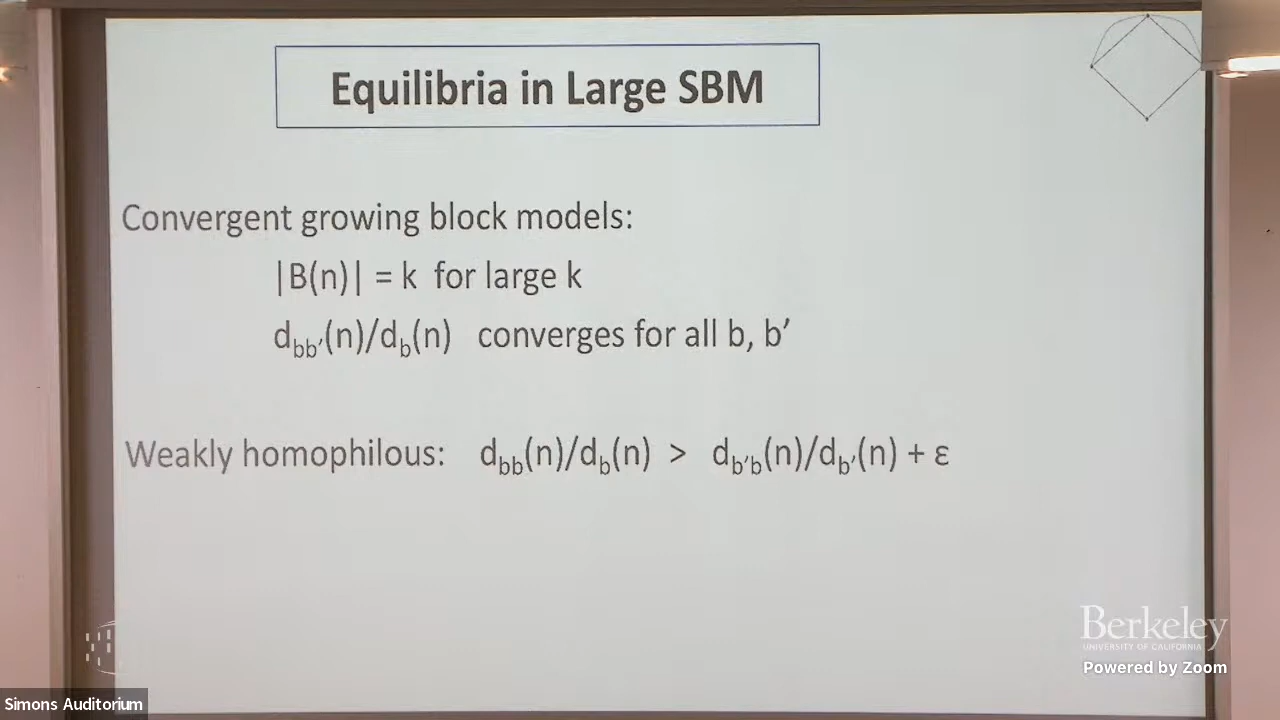 Equilibria in Large SBM
Convergent growing block models:
|B(n)| = k for large k
d_bb'(n)/d_b(n) converges for all b, b'
Weakly homophilous: d_bb(n)/d_b(n) > d_b'b(n)/d_b'(n) + ε
Berkeley
UNIVERSITY OF CALIFORNIA
Powered by Zoom
Simons Auditorium